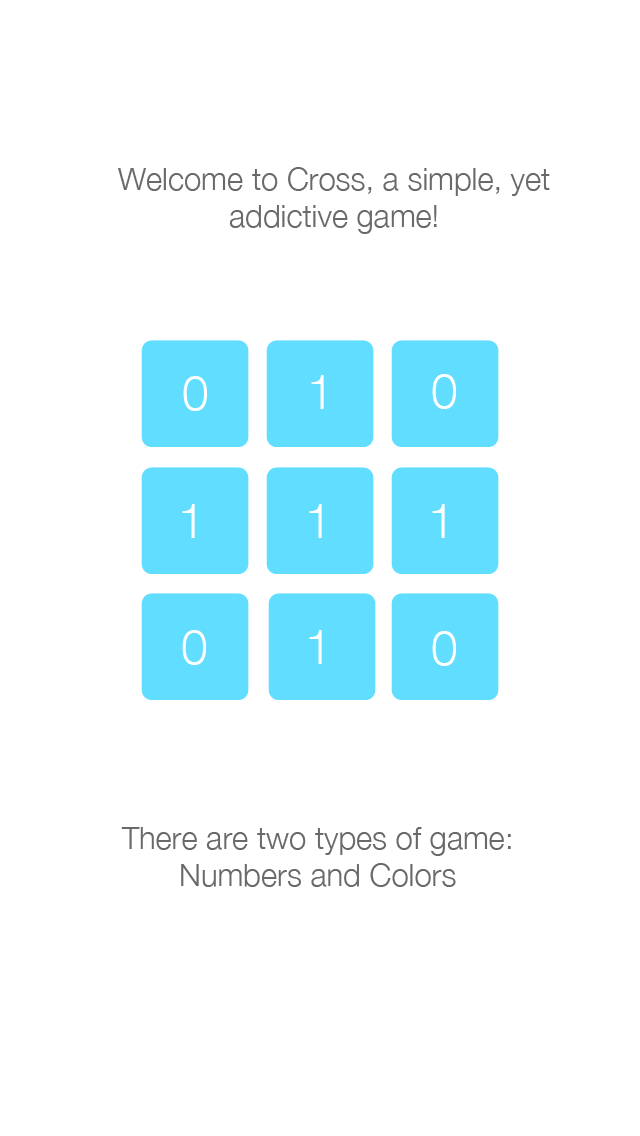 Welcome to Cross, a simple, yet
addictive game!
0 1 0
1 1 1
0 1 0
There are two types of game:
Numbers and Colors